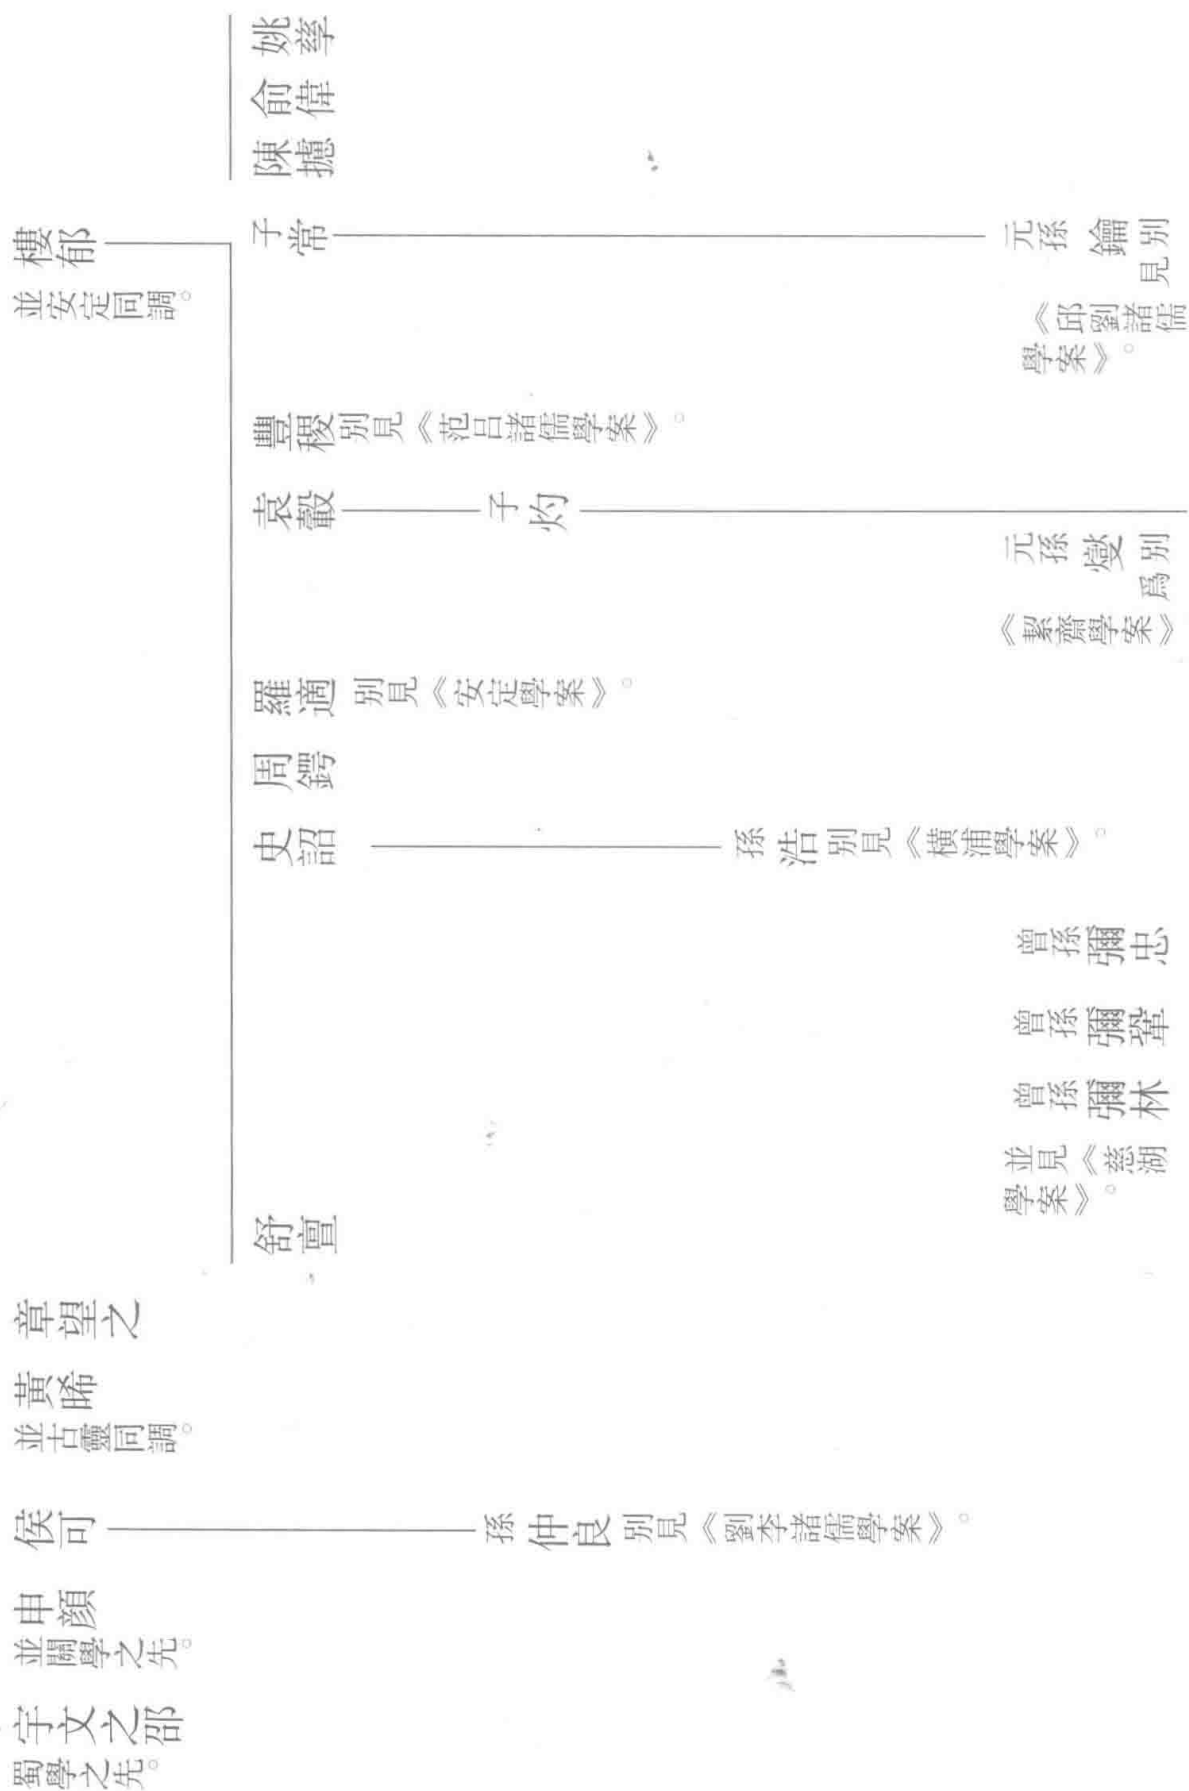 姚孳
俞偉
陳攄
樓郁 子常 元孫鑰別
見
並安定同調。
《邱劉諸儒
學案》。
豐稷別見《范呂諸儒學案》。
袁轂 子灼
元孫燮別
爲
《絜齋學案》
羅適 別見《安定學案》。
周鍔
史詔 孫浩別見《橫浦學案》。
曾孫彌忠
曾孫彌鞏
曾孫彌林
並見《慈湖
學案》。
舒亶
章望之
黃晞
並古靈同調。
侯可 孫仲良別見《劉李諸儒學案》。
申顏
並關學之先。
宇文之邵
蜀學之先。